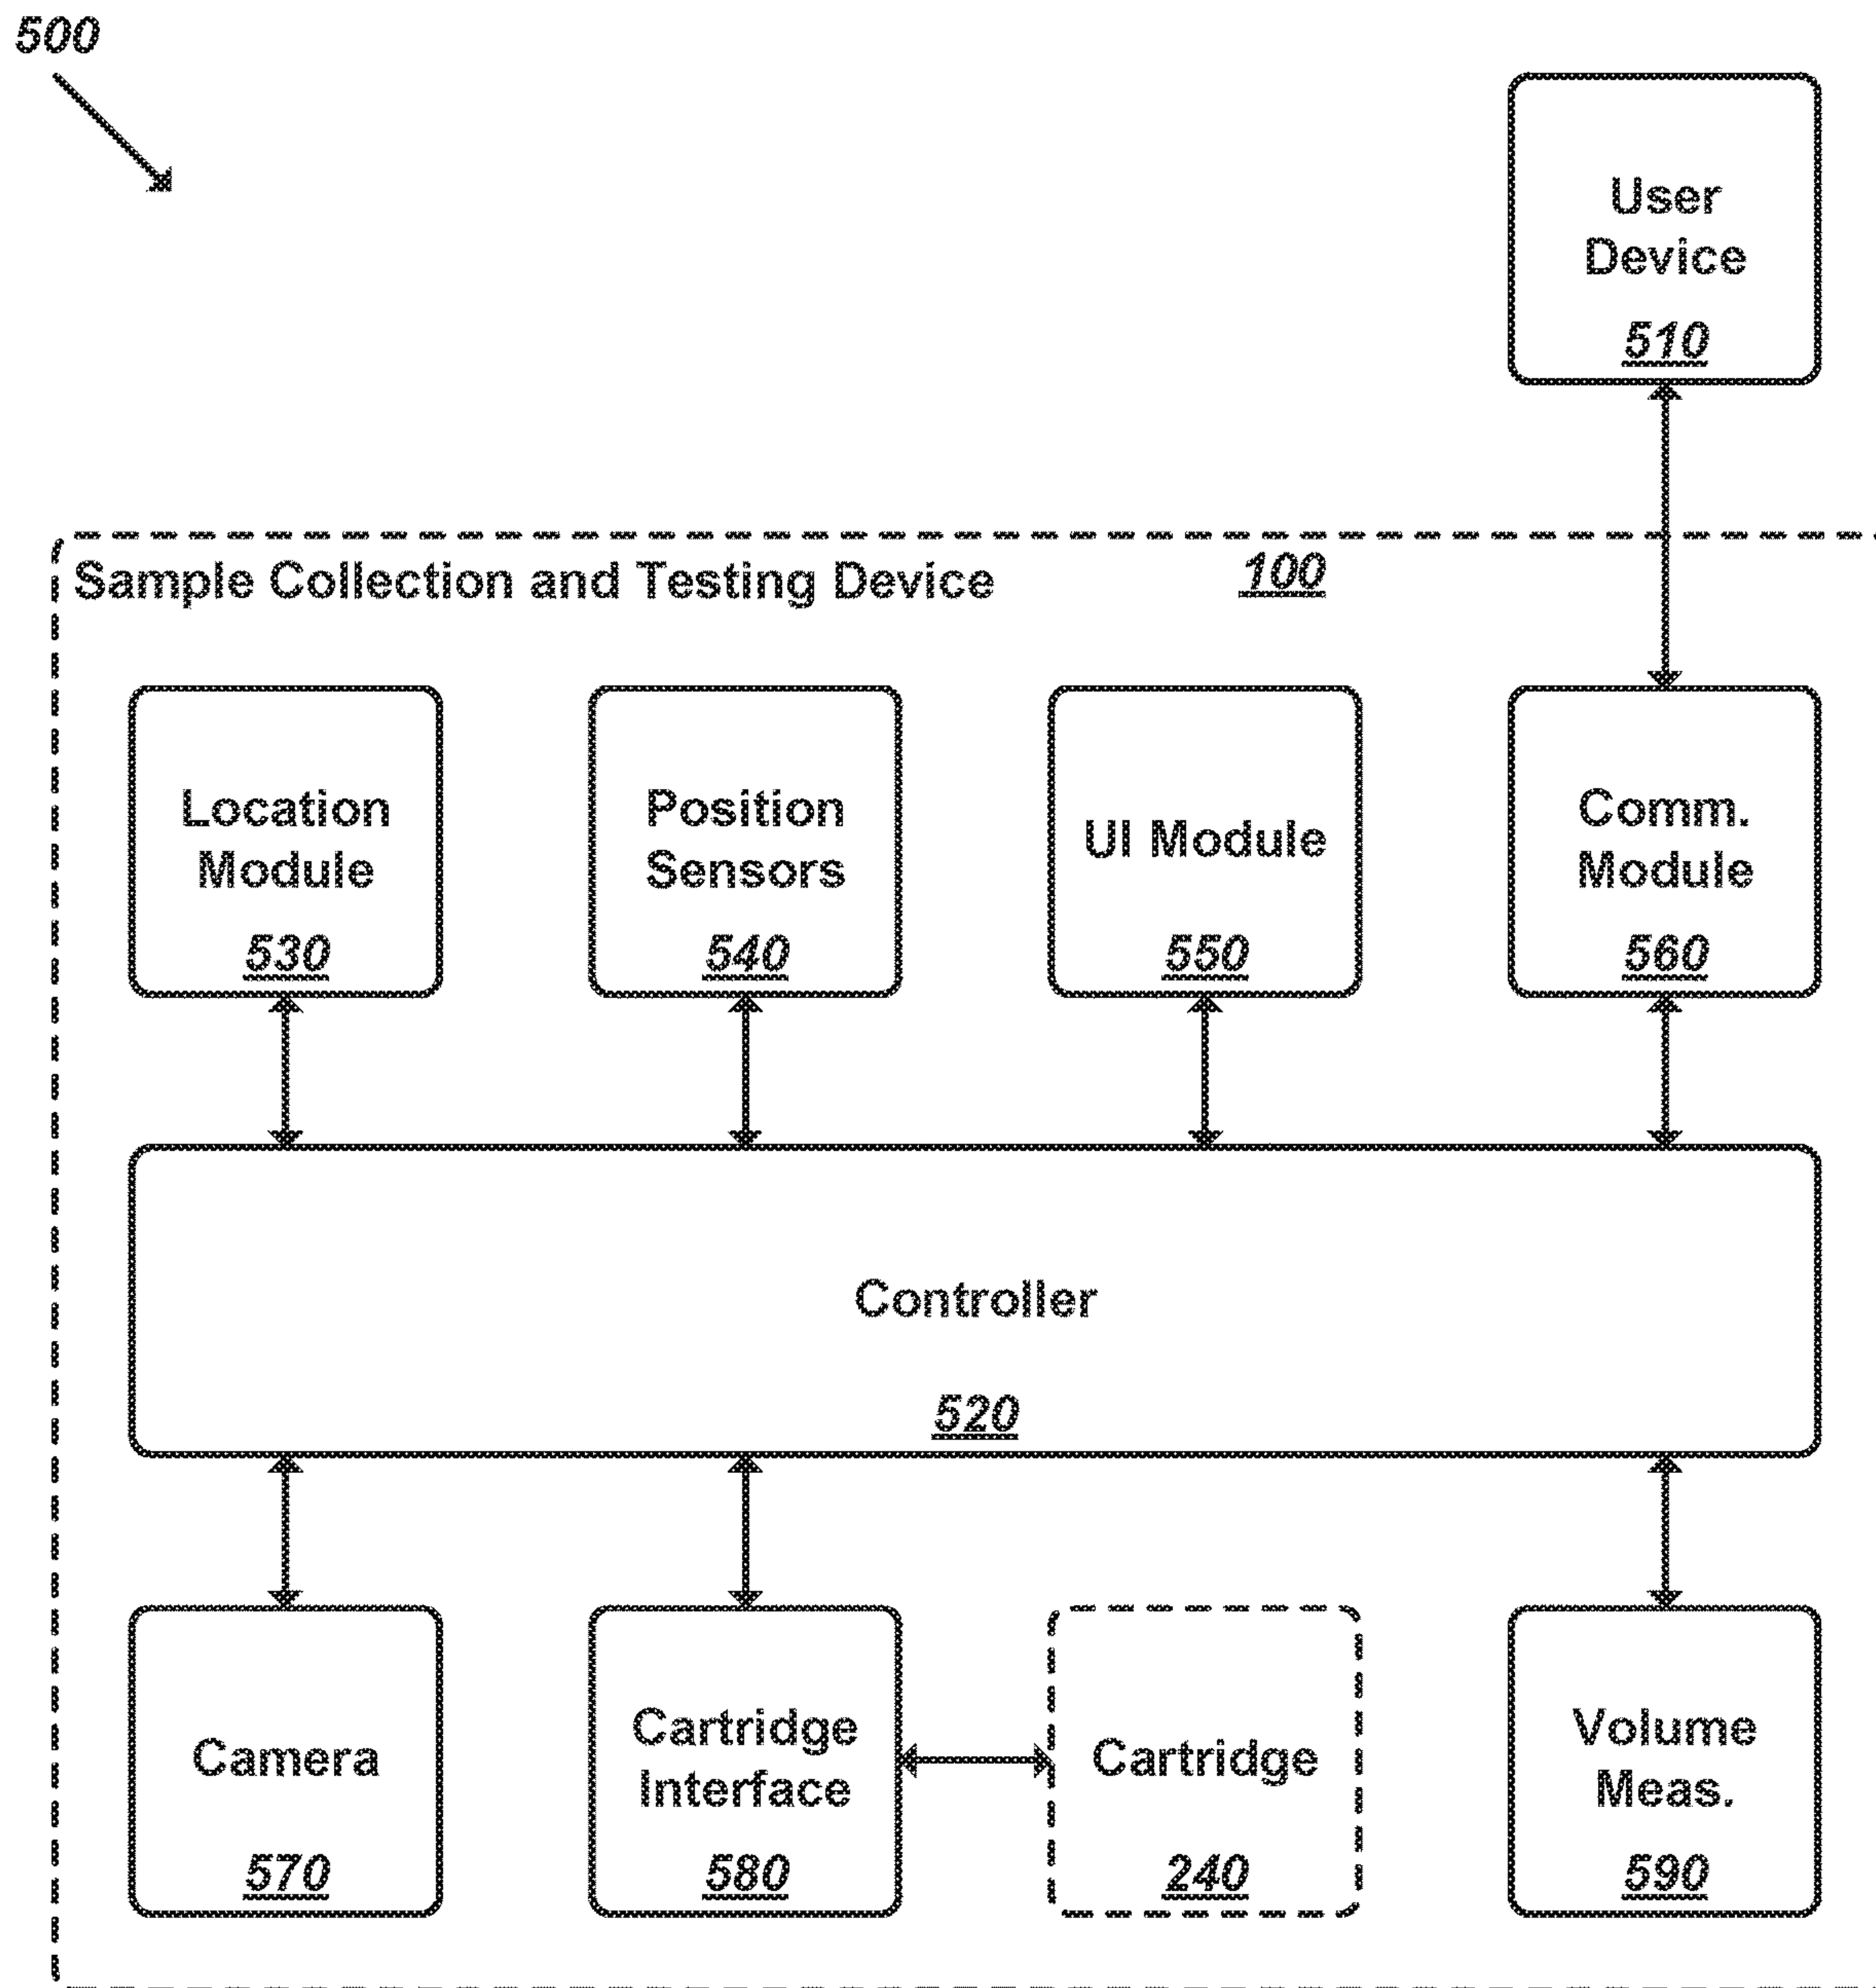 500
User
Device
510
Sample Collection and Testing Device 100
Location
Module
530
Position
Sensors
540
UI Module
550
Comm.
Module
560
Controller
520
Camera
570
Cartridge
Interface
580
Cartridge
240
Volume
Meas.
590